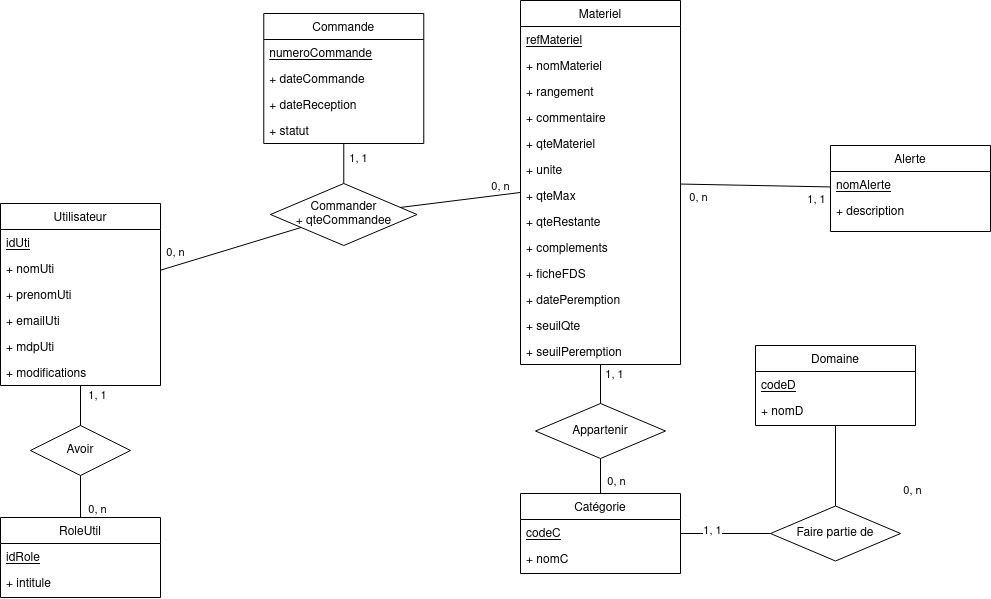 Commande
numeroCommande
+ dateCommande
+ dateReception
+ statut
1, 1
Commander
+ qteCommandee
0, n
0, n
Utilisateur
idUti
+ nomUti
+ prenomUti
+ emailUti
+ mdpUti
+ modifications
1, 1
Avoir
0, n
RoleUtil
idRole
+ intitule
Materiel
refMateriel
+ nomMateriel
+ rangement
+ commentaire
+ qteMateriel
+ unite
+ qteMax
+ qteRestante
+ complements
+ ficheFDS
+ datePeremption
+ seuilQte
+ seuilPeremption
0, n
1, 1
Alerte
nomAlerte
+ description
1, 1
Appartenir
0, n
Catégorie
codeC
+ nomC
1, 1
Faire partie de
0, n
Domaine
codeD
+ nomD